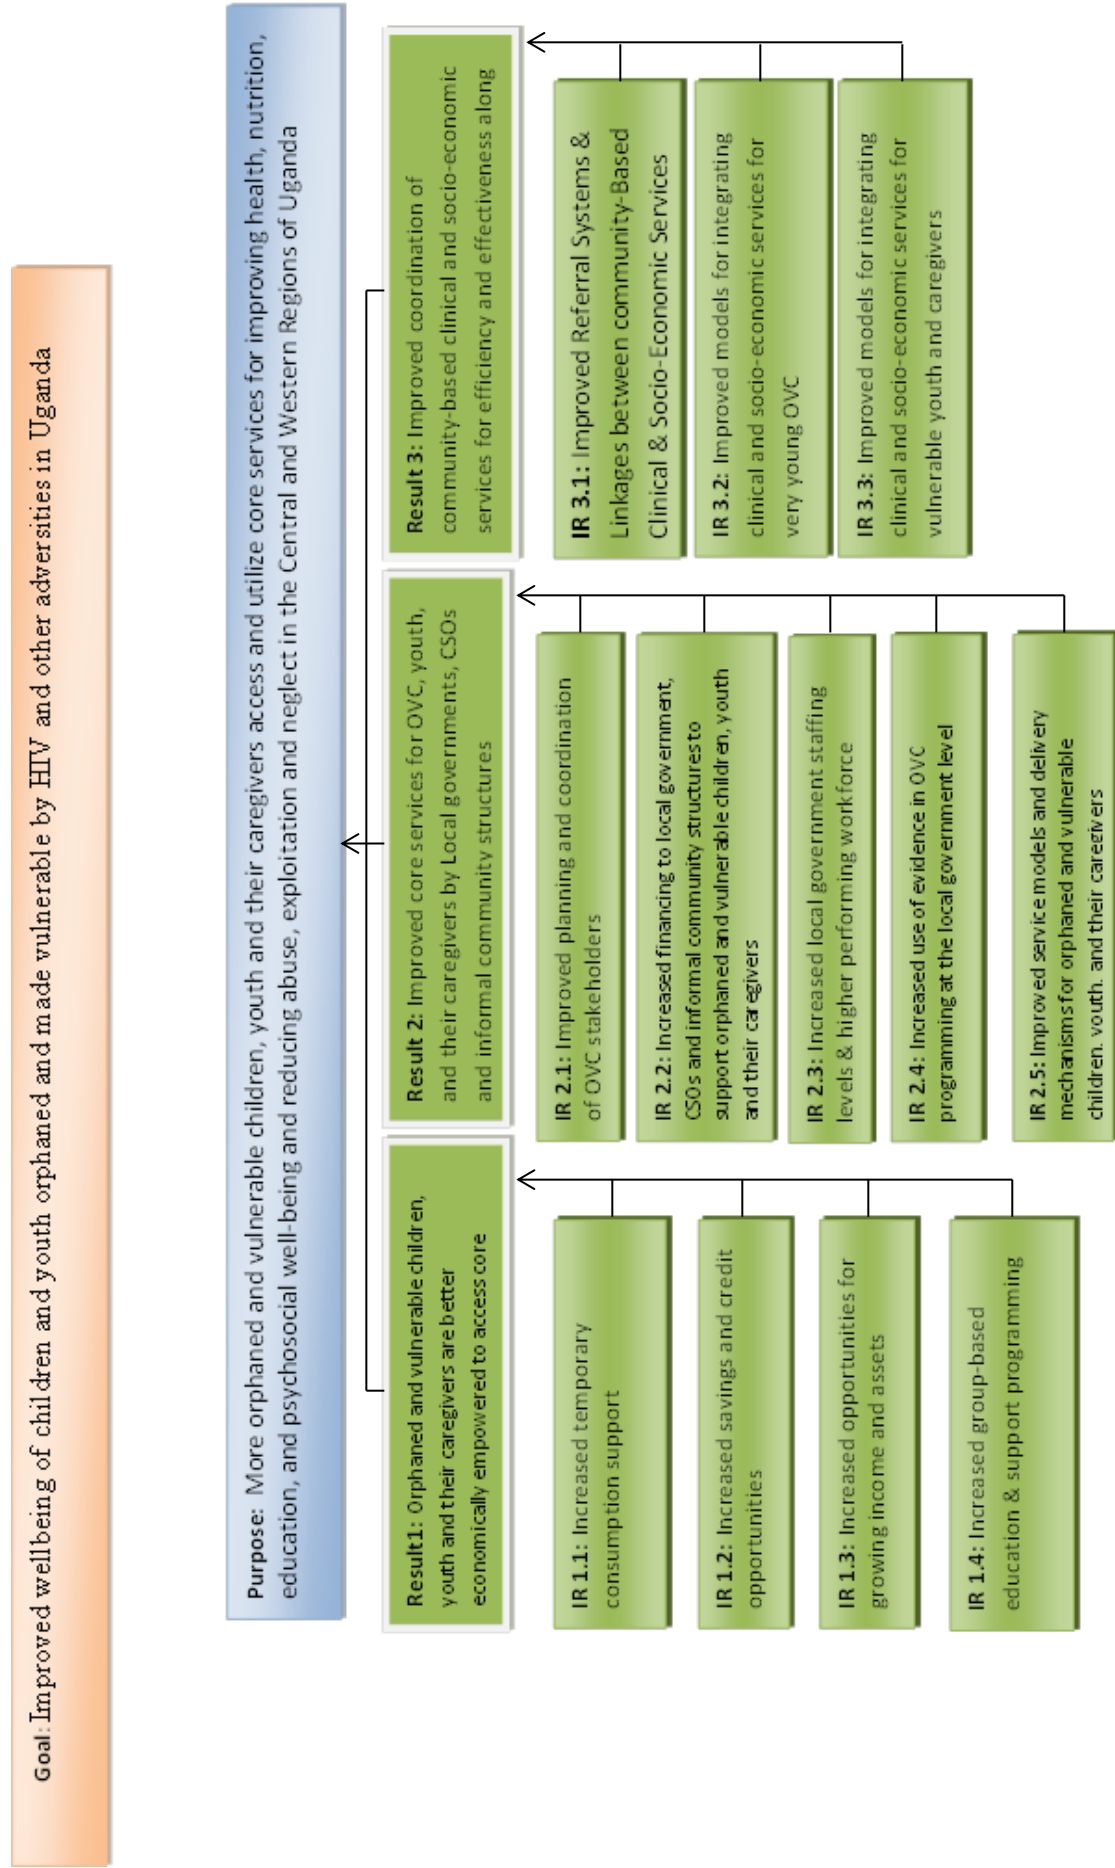 Goal: Improved wellbeing of children and youth orphaned and made vulnerable by HIV and other adversities in Uganda
Purpose: More orphaned and vulnerable children, youth and their caregivers access and utilize core services for improving health, nutrition,
education, and psychosocial well-being and reducing abuse, exploitation and neglect in the Central and Western Regions of Uganda
Result1: Orphaned and vulnerable children,
youth and their caregivers are better
economically empowered to access core
IR 1.1: Increased temporary
consumption support
IR 1.2: Increased savings and credit
opportunities
IR 1.3: Increased opportunities for
growing income and assets
IR 1.4: Increased group-based
education & support programming
Result 2: Improved core services for OVC, youth,
and their caregivers by Local governments, CSOs
and informal community structures
IR 2.1: Improved planning and coordination
of OVC stakeholders
IR 2.2: Increased financing to local government,
CSOs and informal community structures to
support orphaned and vulnerable children, youth
and their caregivers
IR 2.3: Increased local government staffing
levels & higher performing workforce
IR 2.4: Increased use of evidence in OVC
programming at the local government level
IR 2.5: Improved service models and delivery
mechanisms for orphaned and vulnerable
children, youth, and their caregivers
Result 3: Improved coordination of
community-based clinical and socio-economic
services for efficiency and effectiveness along
IR 3.1: Improved Referral Systems &
Linkages between community-Based
Clinical & Socio-Economic Services
IR 3.2: Improved models for integrating
clinical and socio-economic services for
very young OVC
IR 3.3: Improved models for integrating
clinical and socio-economic services for
vulnerable youth and caregivers